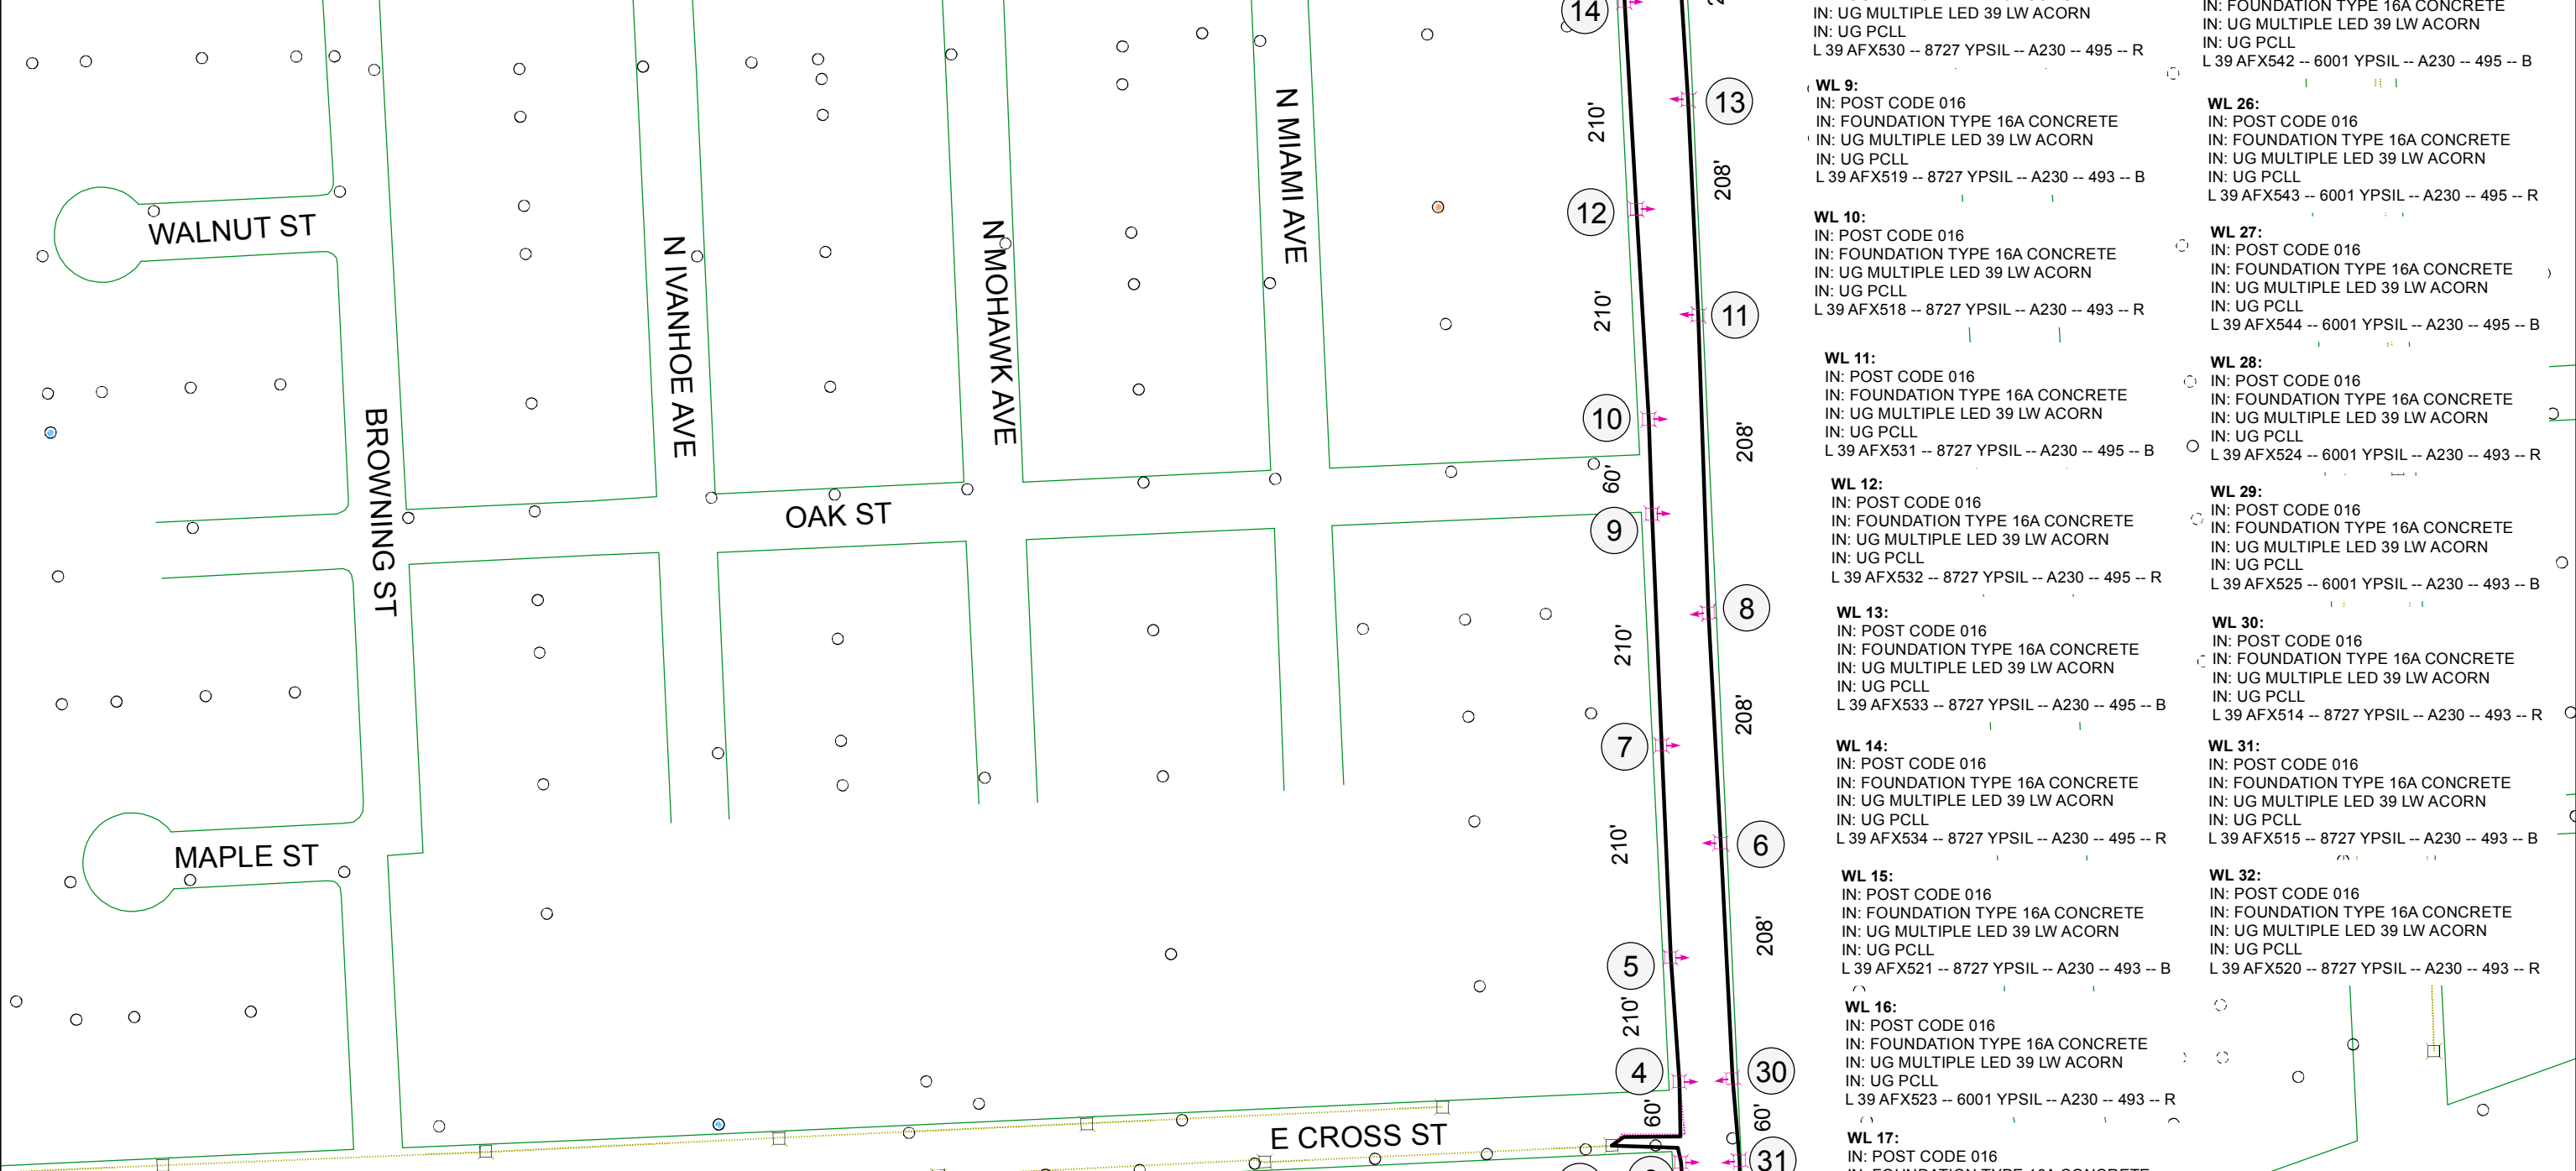 WALNUT ST
BROWNING ST
N IVANHOE AVE
N MOHAWK AVE
N MIAMI AVE
OAK ST
MAPLE ST
E CROSS ST
14
13
210'
208'
12
210'
11
10
208'
60'
9
8
210'
208'
7
6
210'
208'
5
210'
4
30
60'
60'
31
IN: UG MULTIPLE LED 39 LW ACORN
IN: UG PCLL
L 39 AFX530 -- 8727 YPSIL -- A230 -- 495 -- R
WL 9:
IN: POST CODE 016
IN: FOUNDATION TYPE 16A CONCRETE
IN: UG MULTIPLE LED 39 LW ACORN
IN: UG PCLL
L 39 AFX519 -- 8727 YPSIL -- A230 -- 493 -- B
WL 10:
IN: POST CODE 016
IN: FOUNDATION TYPE 16A CONCRETE
IN: UG MULTIPLE LED 39 LW ACORN
IN: UG PCLL
L 39 AFX518 -- 8727 YPSIL -- A230 -- 493 -- R
WL 11:
IN: POST CODE 016
IN: FOUNDATION TYPE 16A CONCRETE
IN: UG MULTIPLE LED 39 LW ACORN
IN: UG PCLL
L 39 AFX531 -- 8727 YPSIL -- A230 -- 495 -- B
WL 12:
IN: POST CODE 016
IN: FOUNDATION TYPE 16A CONCRETE
IN: UG MULTIPLE LED 39 LW ACORN
IN: UG PCLL
L 39 AFX532 -- 8727 YPSIL -- A230 -- 495 -- R
WL 13:
IN: POST CODE 016
IN: FOUNDATION TYPE 16A CONCRETE
IN: UG MULTIPLE LED 39 LW ACORN
IN: UG PCLL
L 39 AFX533 -- 8727 YPSIL -- A230 -- 495 -- B
WL 14:
IN: POST CODE 016
IN: FOUNDATION TYPE 16A CONCRETE
IN: UG MULTIPLE LED 39 LW ACORN
IN: UG PCLL
L 39 AFX534 -- 8727 YPSIL -- A230 -- 495 -- R
WL 15:
IN: POST CODE 016
IN: FOUNDATION TYPE 16A CONCRETE
IN: UG MULTIPLE LED 39 LW ACORN
IN: UG PCLL
L 39 AFX521 -- 8727 YPSIL -- A230 -- 493 -- B
WL 16:
IN: POST CODE 016
IN: FOUNDATION TYPE 16A CONCRETE
IN: UG MULTIPLE LED 39 LW ACORN
IN: UG PCLL
L 39 AFX523 -- 6001 YPSIL -- A230 -- 493 -- R
WL 17:
IN: POST CODE 016
IN: FOUNDATION TYPE 16A CONCRETE
IN: FOUNDATION TYPE 16A CONCRETE
IN: UG MULTIPLE LED 39 LW ACORN
IN: UG PCLL
L 39 AFX542 -- 6001 YPSIL -- A230 -- 495 -- B
WL 26:
IN: POST CODE 016
IN: FOUNDATION TYPE 16A CONCRETE
IN: UG MULTIPLE LED 39 LW ACORN
IN: UG PCLL
L 39 AFX543 -- 6001 YPSIL -- A230 -- 495 -- R
WL 27:
IN: POST CODE 016
IN: FOUNDATION TYPE 16A CONCRETE
IN: UG MULTIPLE LED 39 LW ACORN
IN: UG PCLL
L 39 AFX544 -- 6001 YPSIL -- A230 -- 495 -- B
WL 28:
IN: POST CODE 016
IN: FOUNDATION TYPE 16A CONCRETE
IN: UG MULTIPLE LED 39 LW ACORN
IN: UG PCLL
L 39 AFX524 -- 6001 YPSIL -- A230 -- 493 -- R
WL 29:
IN: POST CODE 016
IN: FOUNDATION TYPE 16A CONCRETE
IN: UG MULTIPLE LED 39 LW ACORN
IN: UG PCLL
L 39 AFX525 -- 6001 YPSIL -- A230 -- 493 -- B
WL 30:
IN: POST CODE 016
IN: FOUNDATION TYPE 16A CONCRETE
IN: UG MULTIPLE LED 39 LW ACORN
IN: UG PCLL
L 39 AFX514 -- 8727 YPSIL -- A230 -- 493 -- R
WL 31:
IN: POST CODE 016
IN: FOUNDATION TYPE 16A CONCRETE
IN: UG MULTIPLE LED 39 LW ACORN
IN: UG PCLL
L 39 AFX515 -- 8727 YPSIL -- A230 -- 493 -- B
WL 32:
IN: POST CODE 016
IN: FOUNDATION TYPE 16A CONCRETE
IN: UG MULTIPLE LED 39 LW ACORN
IN: UG PCLL
L 39 AFX520 -- 8727 YPSIL -- A230 -- 493 -- R